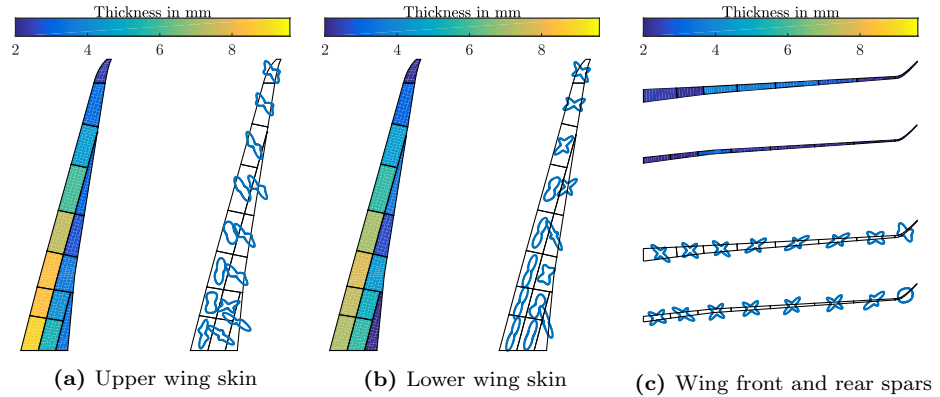 Thickness in mm
2 4 6 8
Thickness in mm
2 4 6 8
Thickness in mm
2 4 6 8
(a) Upper wing skin
(b) Lower wing skin
(c) Wing front and rear spars